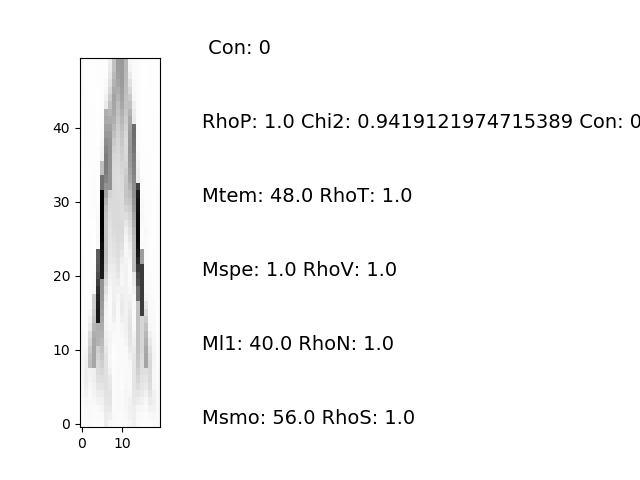 Con: 0
RhoP: 1.0 Chi2: 0.9419121974715389 Con: 0
Mtem: 48.0 RhoT: 1.0
Mspe: 1.0 RhoV: 1.0
Ml1: 40.0 RhoN: 1.0
Msmo: 56.0 RhoS: 1.0
40
30
20
10
0
0 10